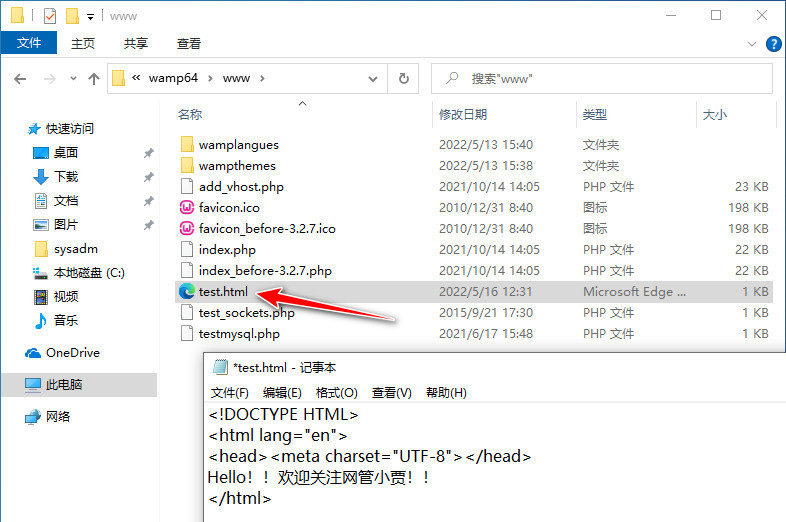 www
文件 主页 共享 查看
« wamp64 › www ›
搜索"www"
名称 修改日期 类型 大小
快速访问
桌面
下载
文档
图片
sysadm
本地磁盘 (C:)
视频
音乐
OneDrive
此电脑
网络
wamplangues 2022/5/13 15:40 文件夹
wampthemes 2022/5/13 15:38 文件夹
add_vhost.php 2021/10/14 14:05 PHP 文件 23 KB
favicon.ico 2010/12/31 8:40 图标 198 KB
favicon_before-3.2.7.ico 2010/12/31 8:40 图标 198 KB
index.php 2021/10/14 14:05 PHP 文件 22 KB
index_before-3.2.7.php 2021/10/14 14:05 PHP 文件 22 KB
test.html 2022/5/16 12:31 Microsoft Edge ... 1 KB
test_sockets.php 2015/9/21 17:30 PHP 文件 1 KB
testmysql.php 2021/6/17 15:48 PHP 文件 1 KB
*test.html - 记事本
文件(F) 编辑(E) 格式(O) 查看(V) 帮助(H)
<!DOCTYPE HTML>
<html lang="en">
<head><meta charset="UTF-8"></head>
Hello！！欢迎关注网管小贾！！
</html>